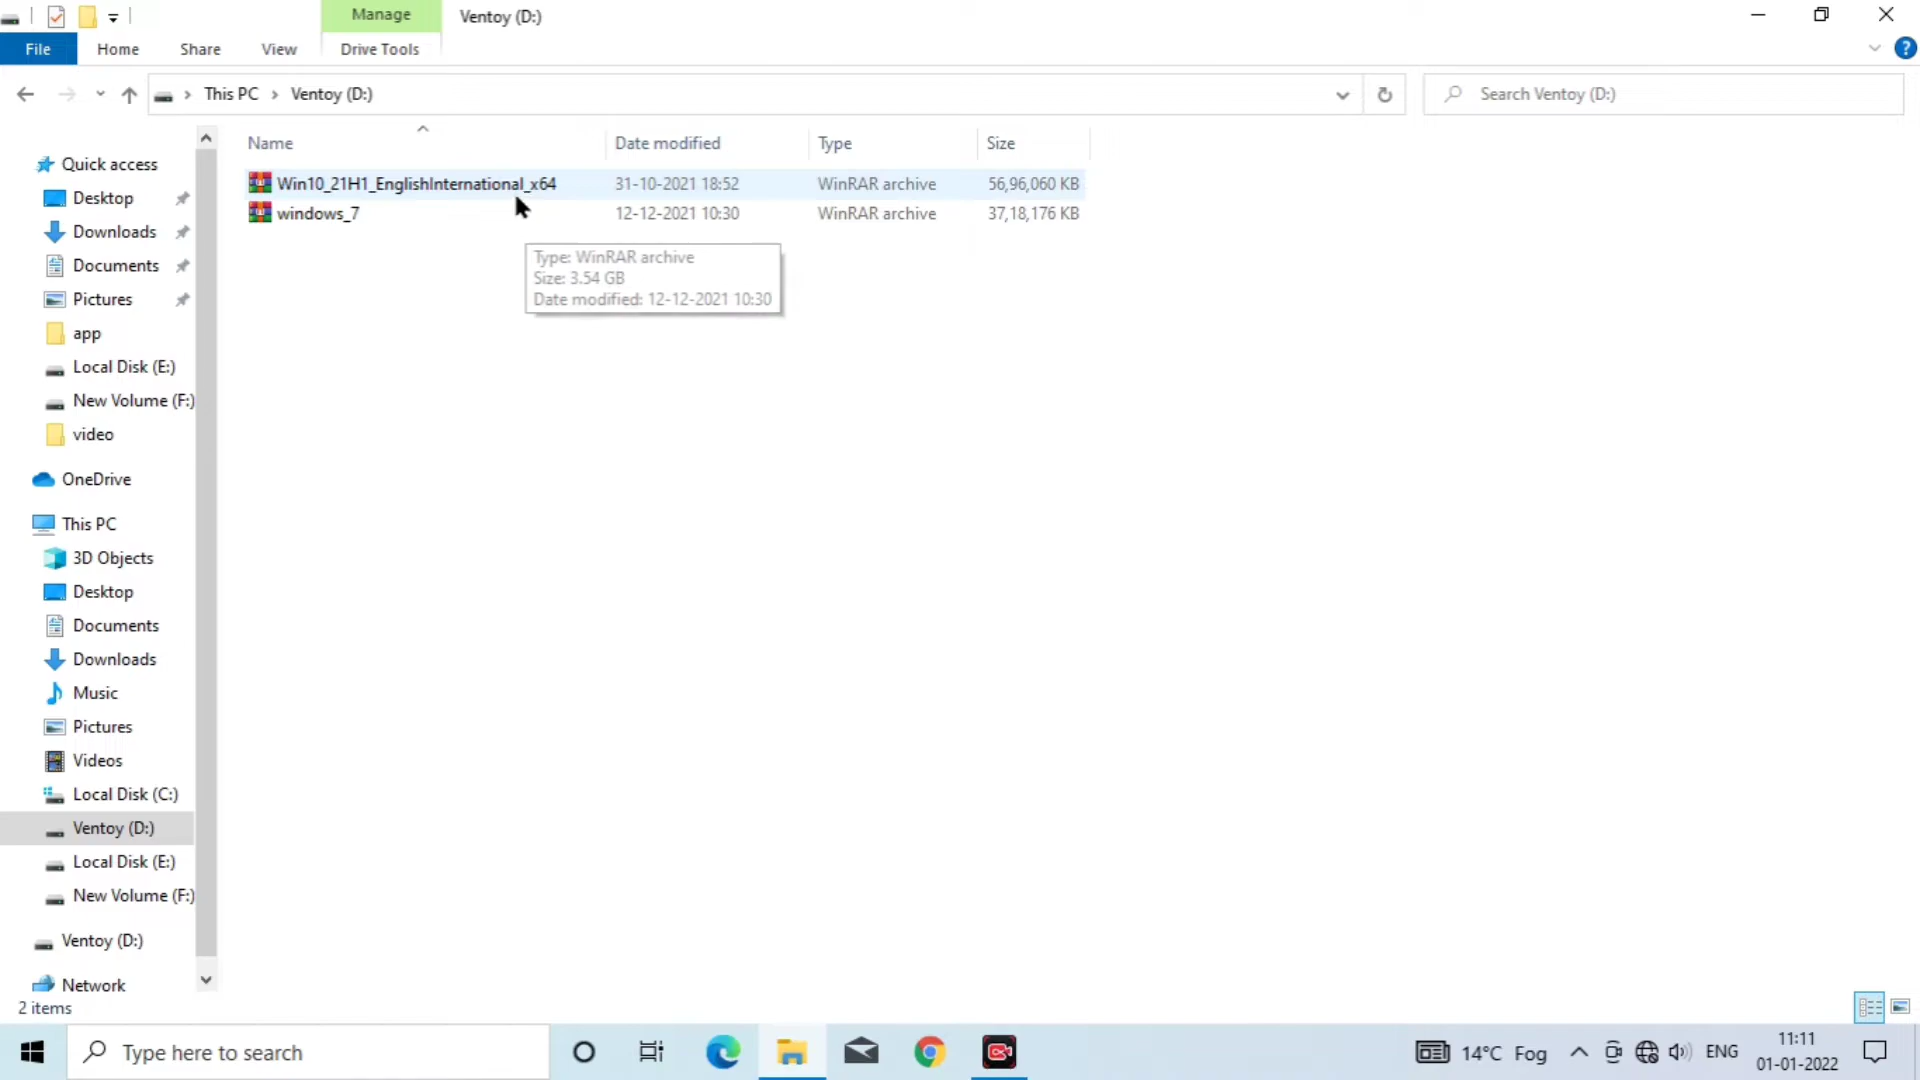 Manage
Ventoy (D:)
File
Home
Share
View
Drive Tools
This PC
Ventoy (D:)
Search Ventoy (D:)
Name
Date modified
Type
Size
Win10_21H1_EnglishInternational_x64
31-10-2021 18:52
WinRAR archive
56,96,060 KB
windows_7
12-12-2021 10:30
WinRAR archive
37,18,176 KB
Type: WinRAR archive
Size: 3.54 GB
Date modified: 12-12-2021 10:30
Quick access
Desktop
Downloads
Documents
Pictures
app
Local Disk (E:)
New Volume (F:)
video
OneDrive
This PC
3D Objects
Desktop
Documents
Downloads
Music
Pictures
Videos
Local Disk (C:)
Ventoy (D:)
Local Disk (E:)
New Volume (F:)
Ventoy (D:)
Network
2 items
Type here to search
14°C Fog
ENG
11:11
01-01-2022